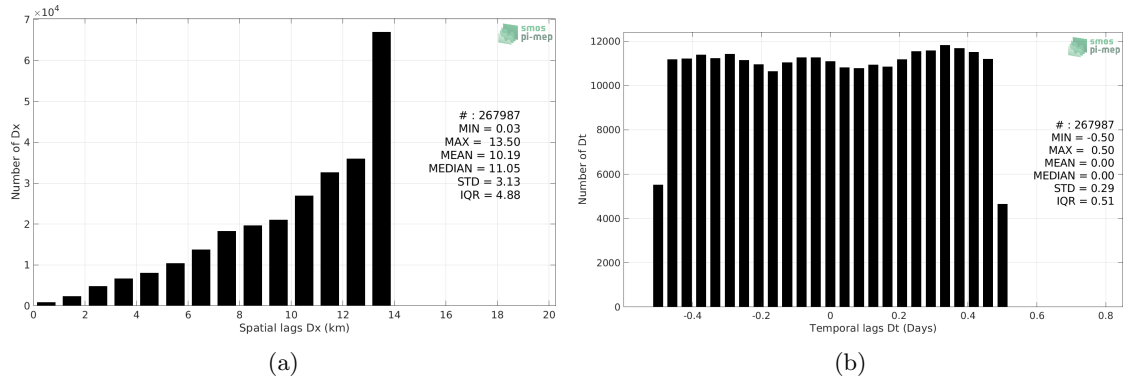 7 ×10⁴
6
5
4
3
2
1
0
Number of Dx
smos
pi-mep
# : 267987
MIN = 0.03
MAX = 13.50
MEAN = 10.19
MEDIAN = 11.05
STD = 3.13
IQR = 4.88
0 2 4 6 8 10 12 14 16 18 20
Spatial lags Dx (km)
(a)
12000
10000
8000
6000
4000
2000
0
Number of Dt
smos
pi-mep
# : 267987
MIN = -0.50
MAX = 0.50
MEAN = 0.00
MEDIAN = 0.00
STD = 0.29
IQR = 0.51
-0.4 -0.2 0 0.2 0.4 0.6 0.8
Temporal lags Dt (Days)
(b)